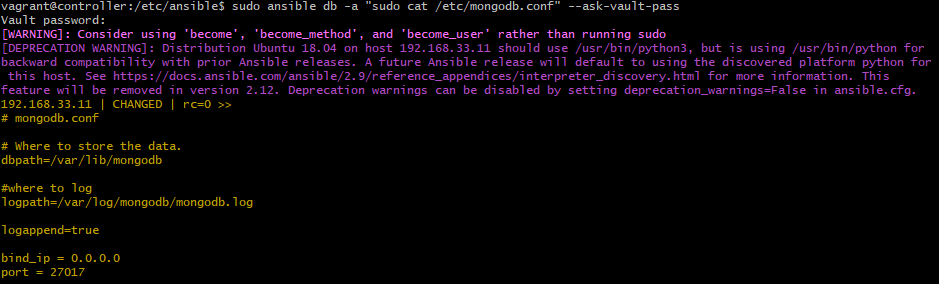 vagrant@controller:/etc/ansible$ sudo ansible db -a "sudo cat /etc/mongodb.conf" --ask-vault-pass
Vault password:
[WARNING]: Consider using 'become', 'become_method', and 'become_user' rather than running sudo
[DEPRECATION WARNING]: Distribution Ubuntu 18.04 on host 192.168.33.11 should use /usr/bin/python3, but is using /usr/bin/python for
backward compatibility with prior Ansible releases. A future Ansible release will default to using the discovered platform python for
this host. See https://docs.ansible.com/ansible/2.9/reference_appendices/interpreter_discovery.html for more information. This
feature will be removed in version 2.12. Deprecation warnings can be disabled by setting deprecation_warnings=False in ansible.cfg.
192.168.33.11 | CHANGED | rc=0 >>
# mongodb.conf
# Where to store the data.
dbpath=/var/lib/mongodb
#where to log
logpath=/var/log/mongodb/mongodb.log
logappend=true
bind_ip = 0.0.0.0
port = 27017